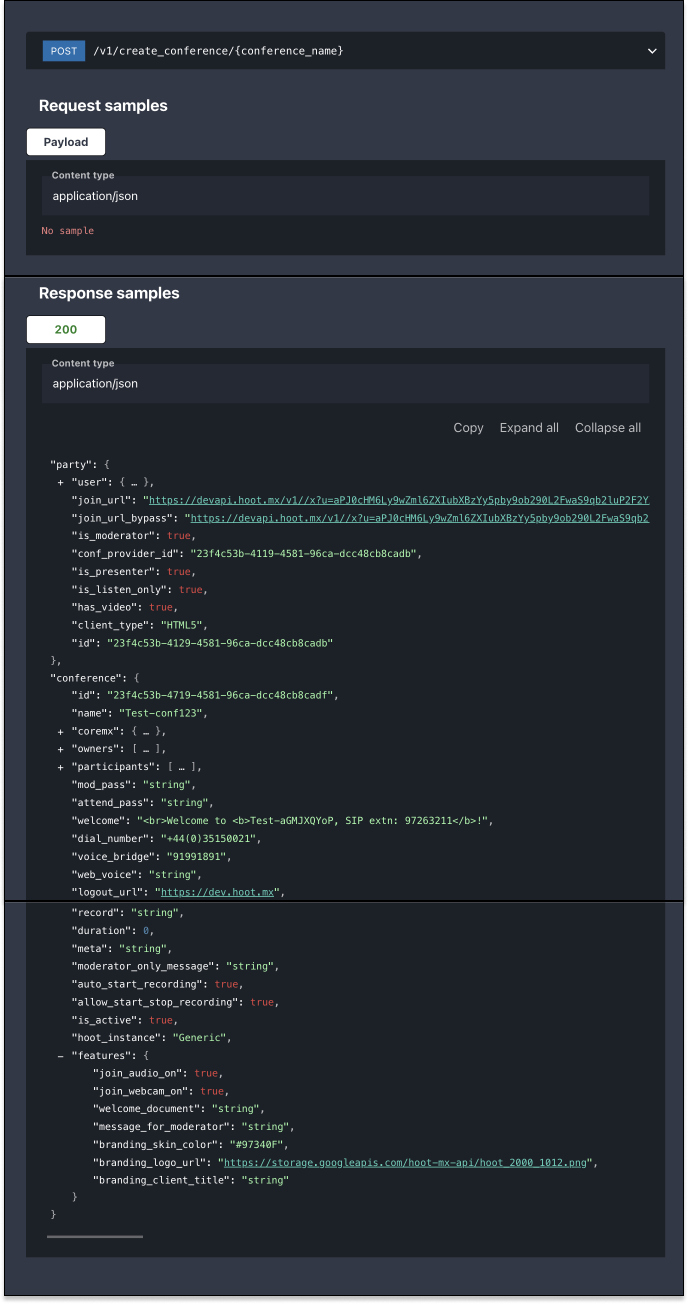 POST /v1/create_conference/{conference_name}
Request samples
Payload
Content type
application/json
No sample
Response samples
200
Content type
application/json
Copy Expand all Collapse all
"party": {
+ "user": { … },
"join_url": "https://devapi.hoot.mx/v1//x?u=aPJ0cHM6Ly9wZml6ZXIubXBzYy5pby9ob290L2FwaS9qb2luP2F2Y
"join_url_bypass": "https://devapi.hoot.mx/v1//x?u=aPJ0cHM6Ly9wZml6ZXIubXBzYy5pby9ob290L2FwaS9qb2
"is_moderator": true,
"conf_provider_id": "23f4c53b-4119-4581-96ca-dcc48cb8cadb",
"is_presenter": true,
"is_listen_only": true,
"has_video": true,
"client_type": "HTML5",
"id": "23f4c53b-4129-4581-96ca-dcc48cb8cadb"
},
"conference": {
"id": "23f4c53b-4719-4581-96ca-dcc48cb8cadf",
"name": "Test-conf123",
+ "coremx": { … },
+ "owners": [ … ],
+ "participants": [ … ],
"mod_pass": "string",
"attend_pass": "string",
"welcome": "<br>Welcome to <b>Test-aGMJXQYoP, SIP extn: 97263211</b>!",
"dial_number": "+44(0)35150021",
"voice_bridge": "91991891",
"web_voice": "string",
"logout_url": "https://dev.hoot.mx",
"record": "string",
"duration": 0,
"meta": "string",
"moderator_only_message": "string",
"auto_start_recording": true,
"allow_start_stop_recording": true,
"is_active": true,
"hoot_instance": "Generic",
– "features": {
"join_audio_on": true,
"join_webcam_on": true,
"welcome_document": "string",
"message_for_moderator": "string",
"branding_skin_color": "#97340F",
"branding_logo_url": "https://storage.googleapis.com/hoot-mx-api/hoot_2000_1012.png",
"branding_client_title": "string"
}
}